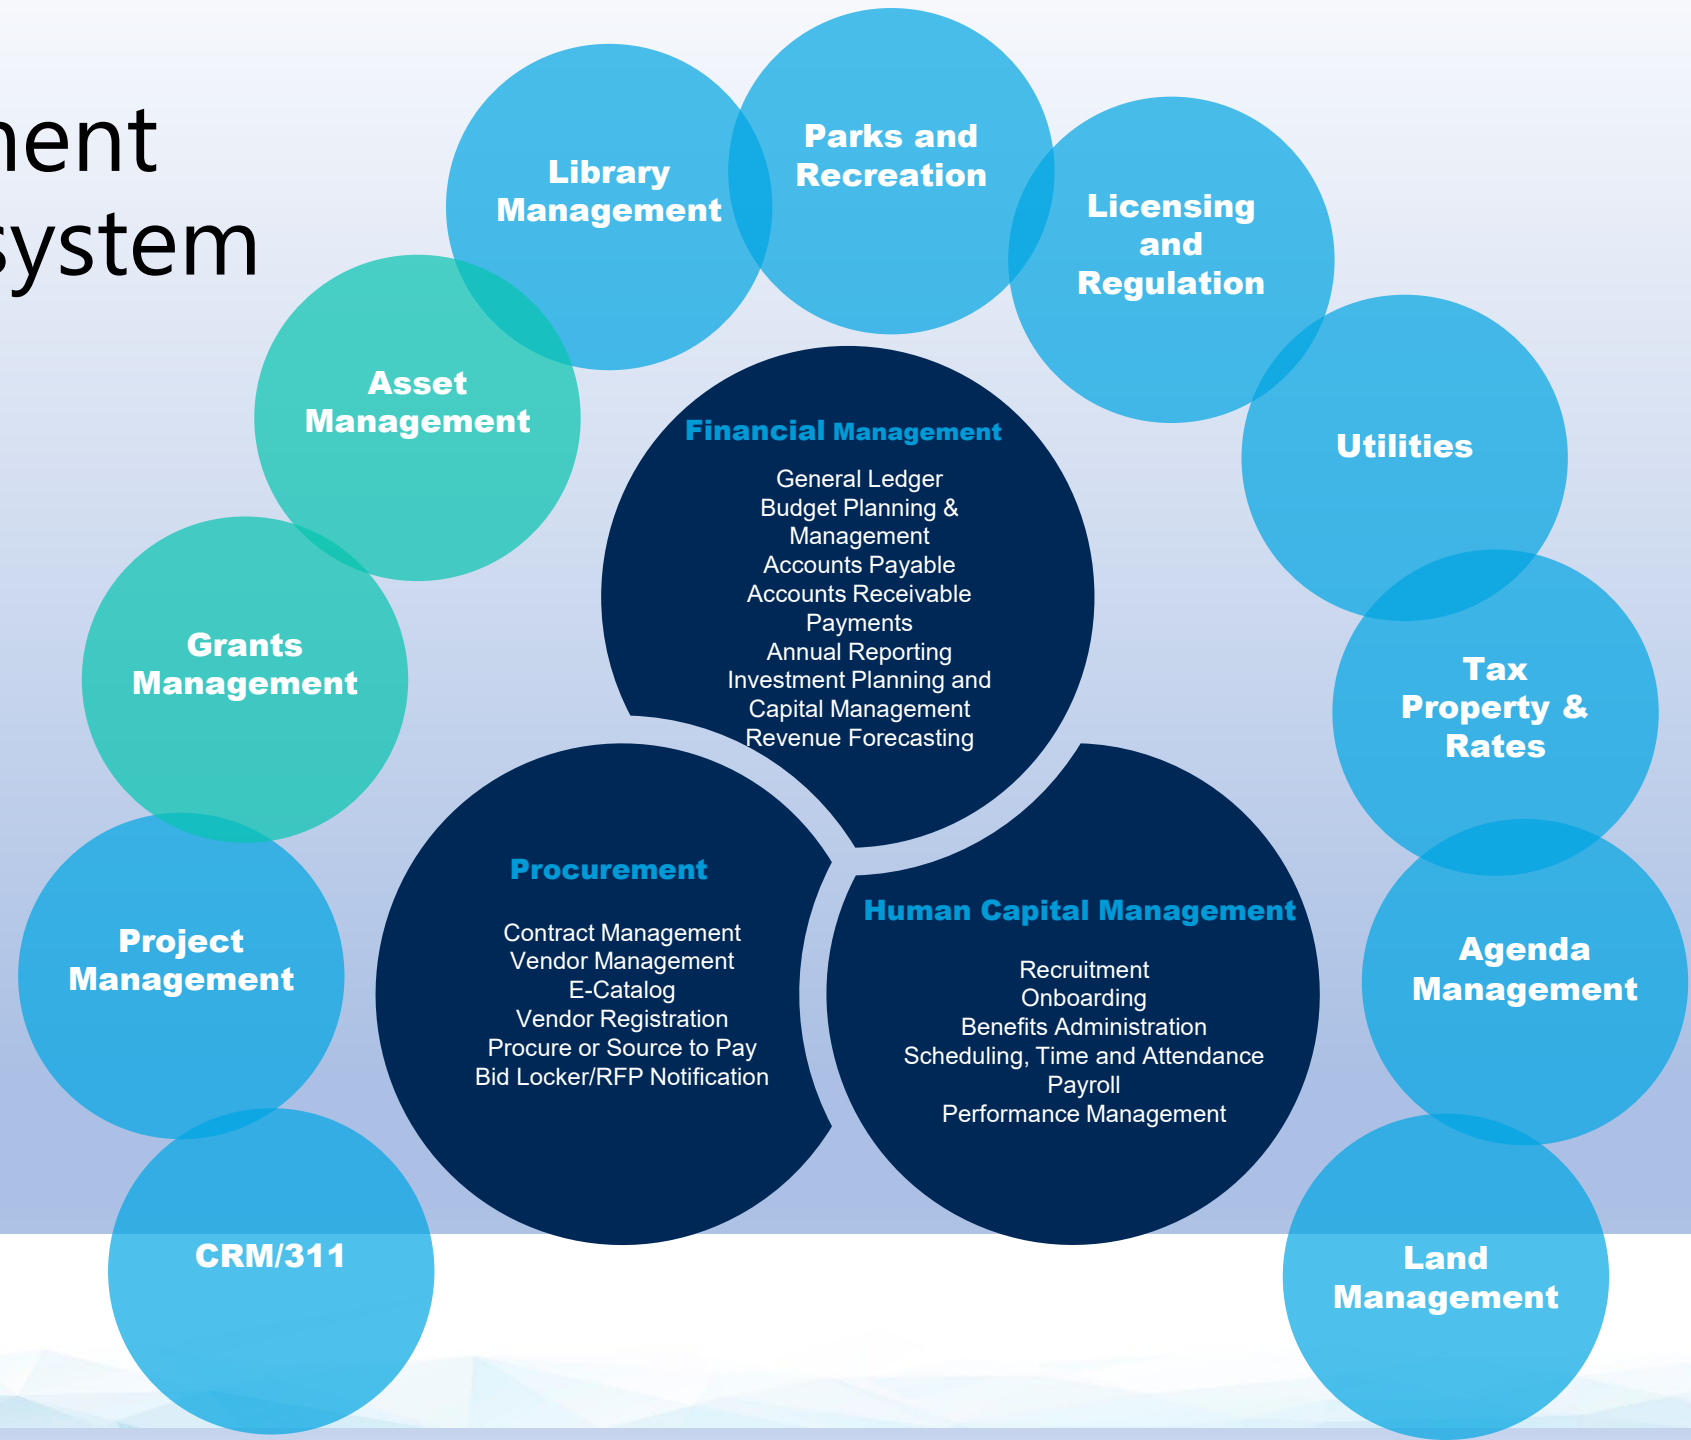 ment
system
Parks and
Recreation
Library
Management
Licensing
and
Regulation
Asset
Management
Utilities
Financial Management
General Ledger
Budget Planning &
Management
Accounts Payable
Accounts Receivable
Payments
Annual Reporting
Investment Planning and
Capital Management
Revenue Forecasting
Grants
Management
Tax
Property &
Rates
Procurement
Contract Management
Vendor Management
E-Catalog
Vendor Registration
Procure or Source to Pay
Bid Locker/RFP Notification
Human Capital Management
Recruitment
Onboarding
Benefits Administration
Scheduling, Time and Attendance
Payroll
Performance Management
Project
Management
Agenda
Management
CRM/311
Land
Management